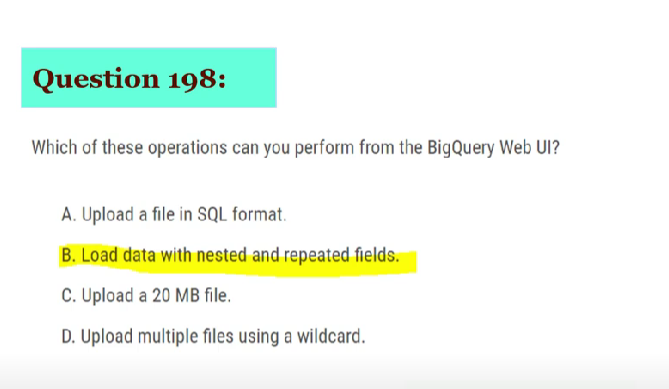 Question 198:
Which of these operations can you perform from the BigQuery Web UI?
A. Upload a file in SQL format.
B. Load data with nested and repeated fields.
C. Upload a 20 MB file.
D. Upload multiple files using a wildcard.